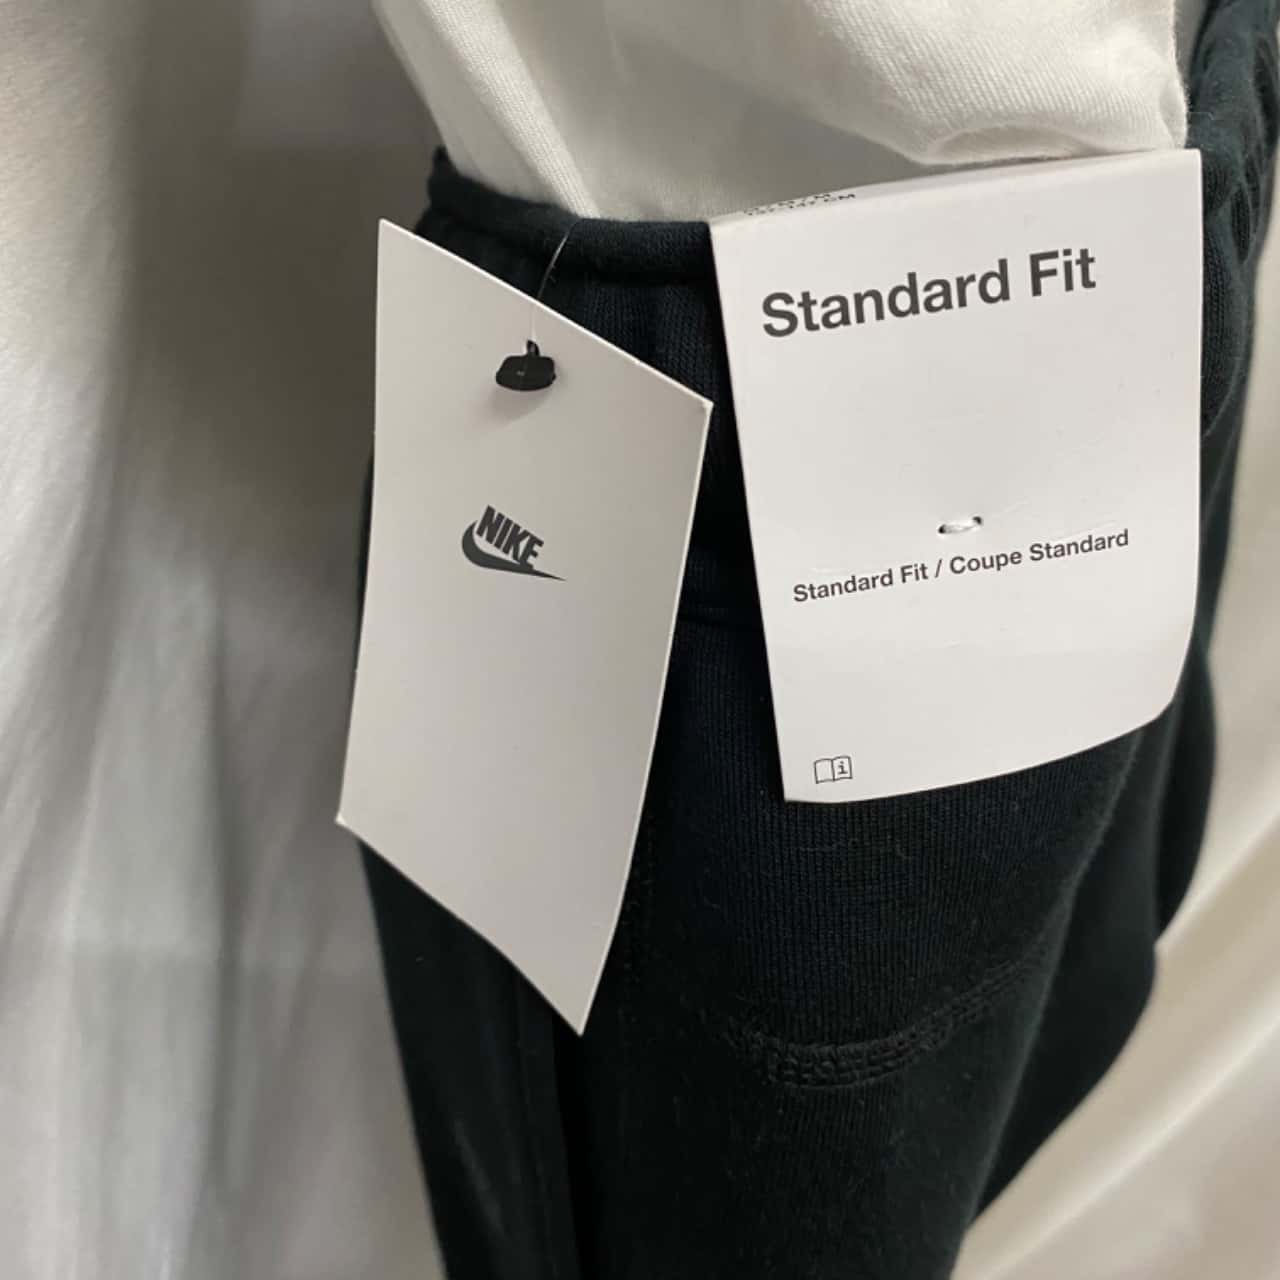 NIKE
Standard Fit
Standard Fit / Coupe Standard
i